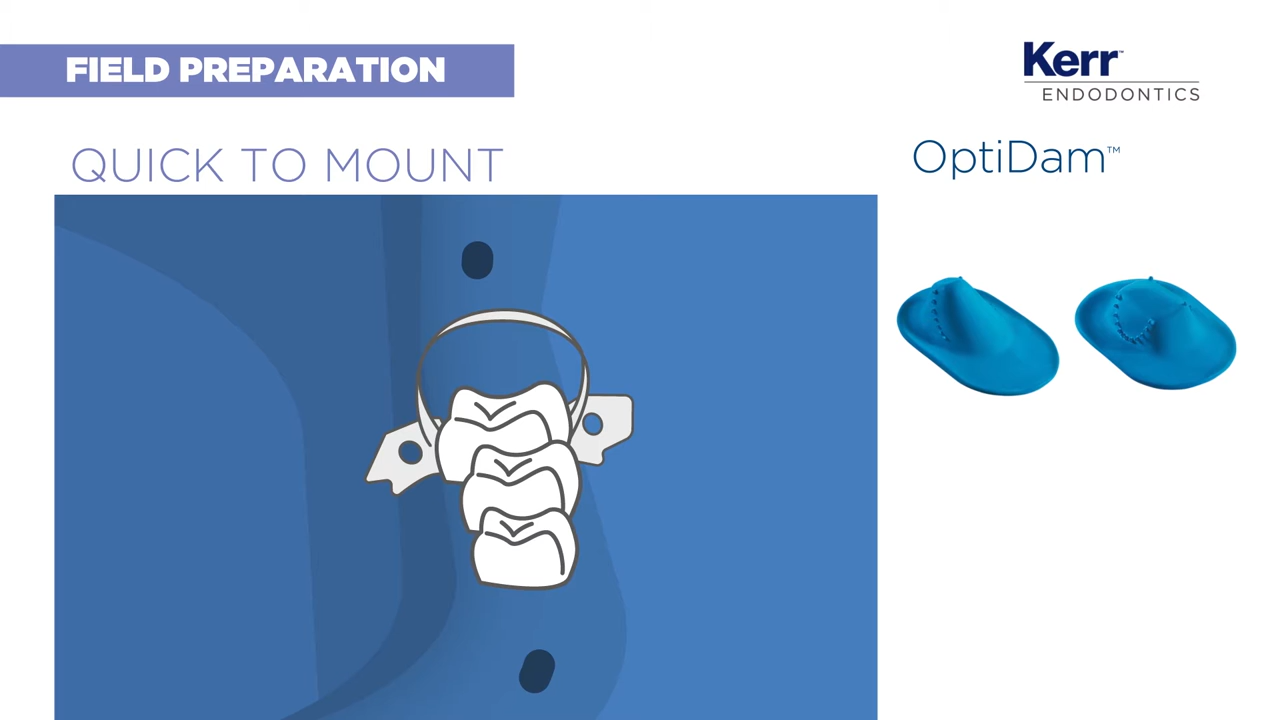 FIELD PREPARATION
Kerr™
ENDODONTICS
QUICK TO MOUNT
OptiDam™